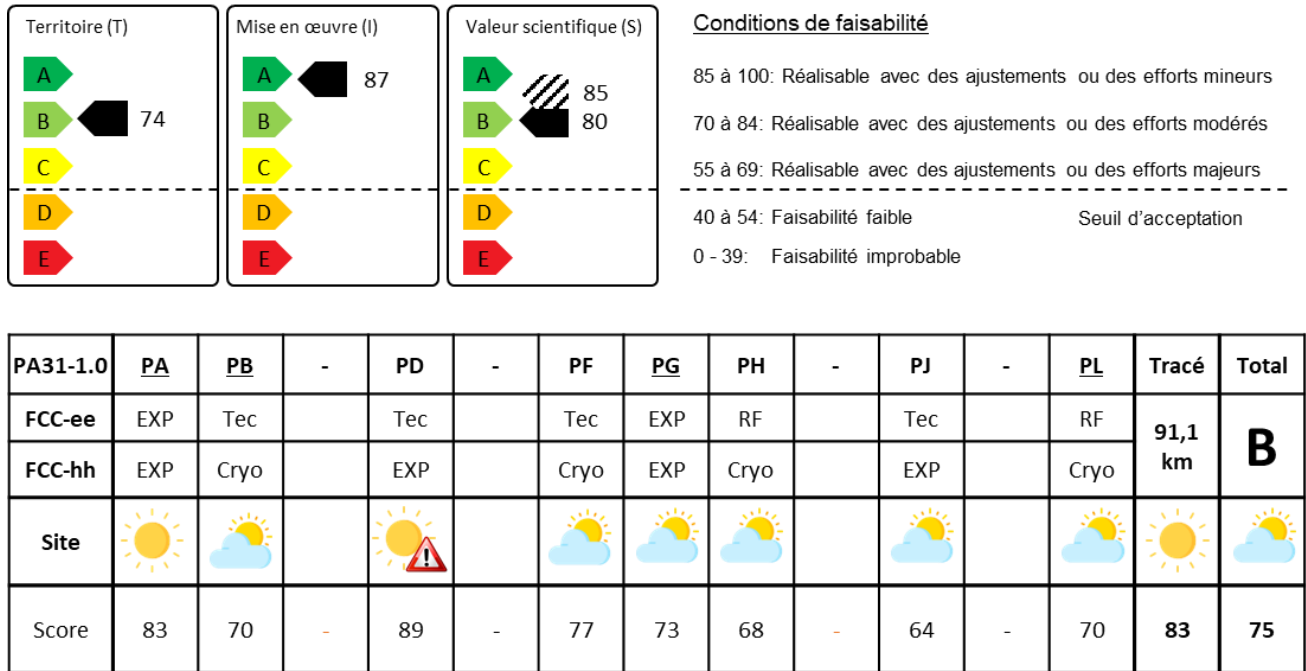 Territoire (T)
A
B
C
D
E
74
Mise en œuvre (I)
A
B
C
D
E
87
Valeur scientifique (S)
A
B
C
D
E
85
80
Conditions de faisabilité
85 à 100: Réalisable avec des ajustements ou des efforts mineurs
70 à 84: Réalisable avec des ajustements ou des efforts modérés
55 à 69: Réalisable avec des ajustements ou des efforts majeurs
40 à 54: Faisabilité faible Seuil d'acceptation
0 - 39: Faisabilité improbable
PA31-1.0 PA PB - PD - PF PG PH - PJ - PL Tracé Total
FCC-ee EXP Tec Tec Tec EXP RF Tec RF 91,1 km B
FCC-hh EXP Cryo EXP Cryo EXP Cryo EXP Cryo
Site !
Score 83 70 - 89 - 77 73 68 - 64 - 70 83 75